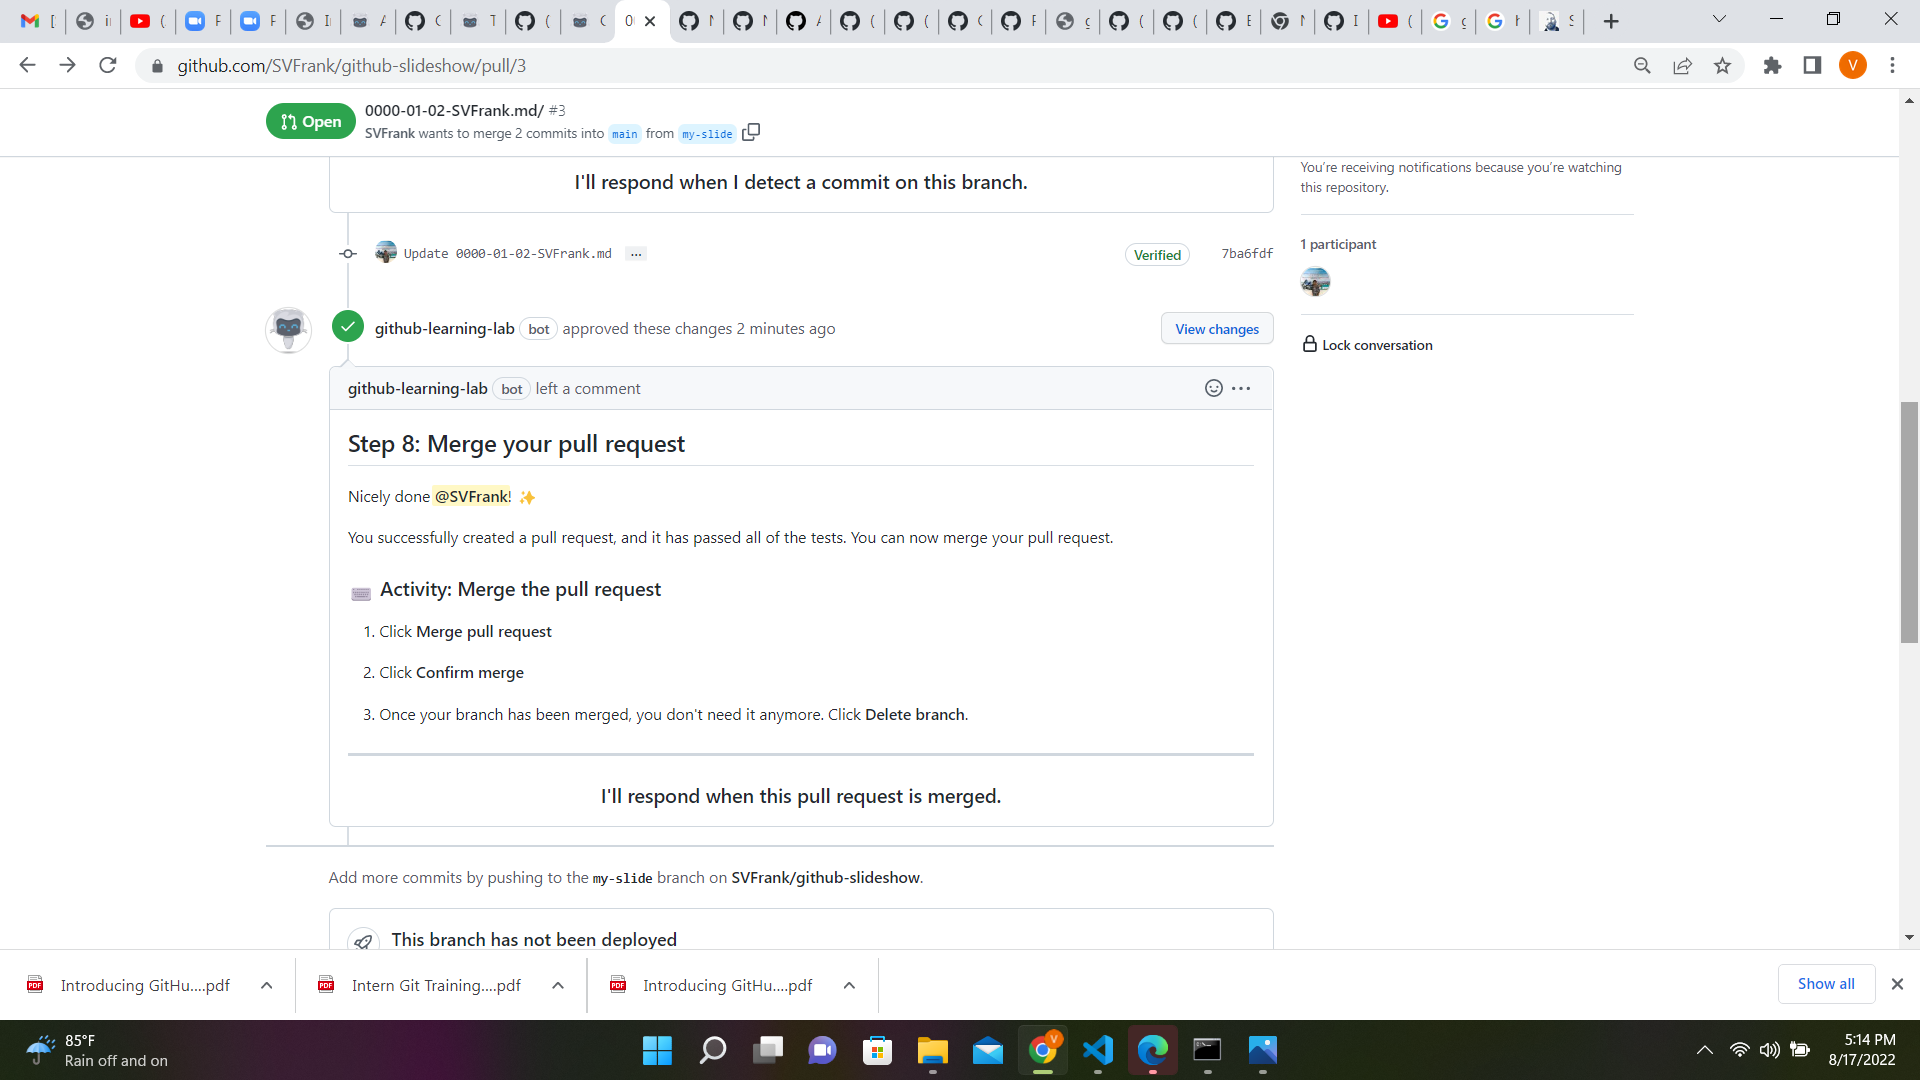 github.com/SVFrank/github-slideshow/pull/3
V
Open
0000-01-02-SVFrank.md/ #3
SVFrank wants to merge 2 commits into main from my-slide
I'll respond when I detect a commit on this branch.
You're receiving notifications because you're watching
this repository.
Update 0000-01-02-SVFrank.md ...
Verified
7ba6fdf
1 participant
github-learning-lab bot approved these changes 2 minutes ago
View changes
Lock conversation
github-learning-lab bot left a comment
Step 8: Merge your pull request
Nicely done @SVFrank! ✨
You successfully created a pull request, and it has passed all of the tests. You can now merge your pull request.
Activity: Merge the pull request
1. Click Merge pull request
2. Click Confirm merge
3. Once your branch has been merged, you don't need it anymore. Click Delete branch.
I'll respond when this pull request is merged.
Add more commits by pushing to the my-slide branch on SVFrank/github-slideshow.
This branch has not been deployed
Introducing GitHu....pdf
Intern Git Training....pdf
Introducing GitHu....pdf
Show all
85°F
Rain off and on
V
5:14 PM
8/17/2022